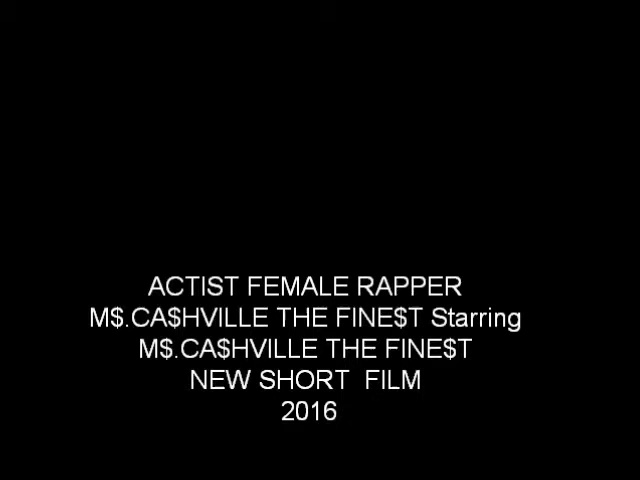 ACTIST FEMALE RAPPER
M$.CA$HVILLE THE FINE$T Starring
M$.CA$HVILLE THE FINE$T
NEW SHORT  FILM
2016